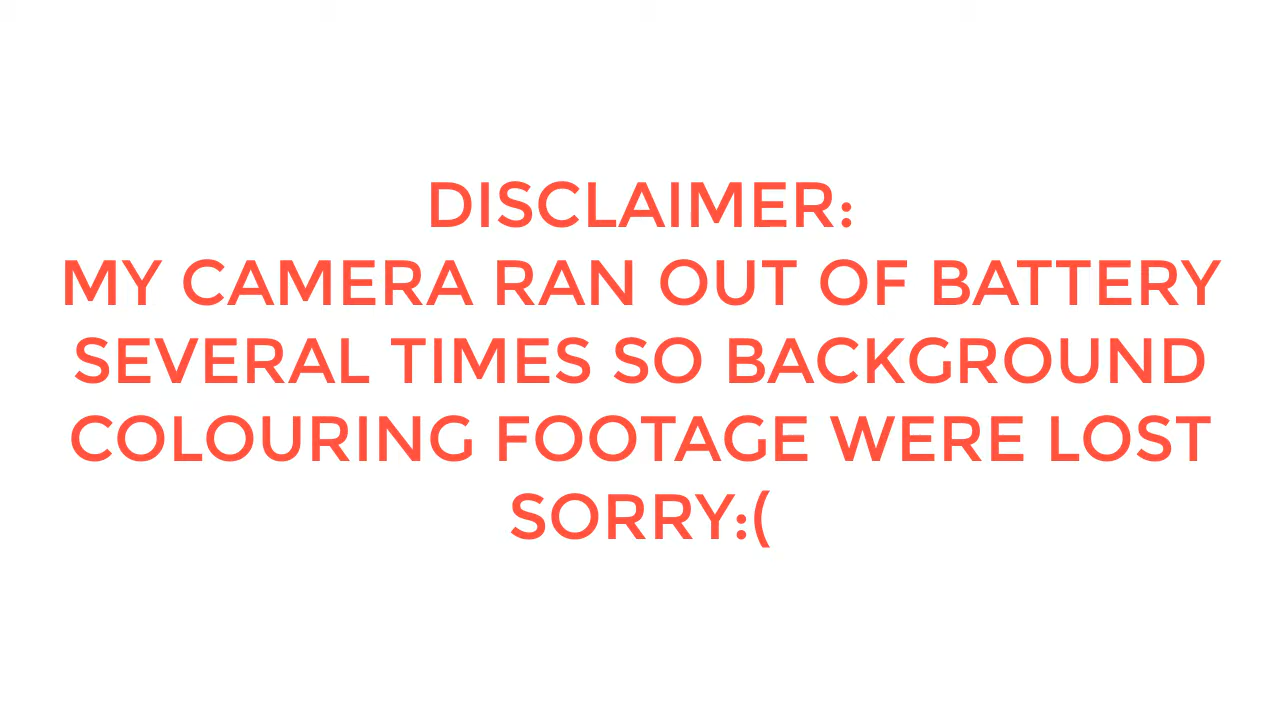 DISCLAIMER:
MY CAMERA RAN OUT OF BATTERY
SEVERAL TIMES SO BACKGROUND
COLOURING FOOTAGE WERE LOST
SORRY:(